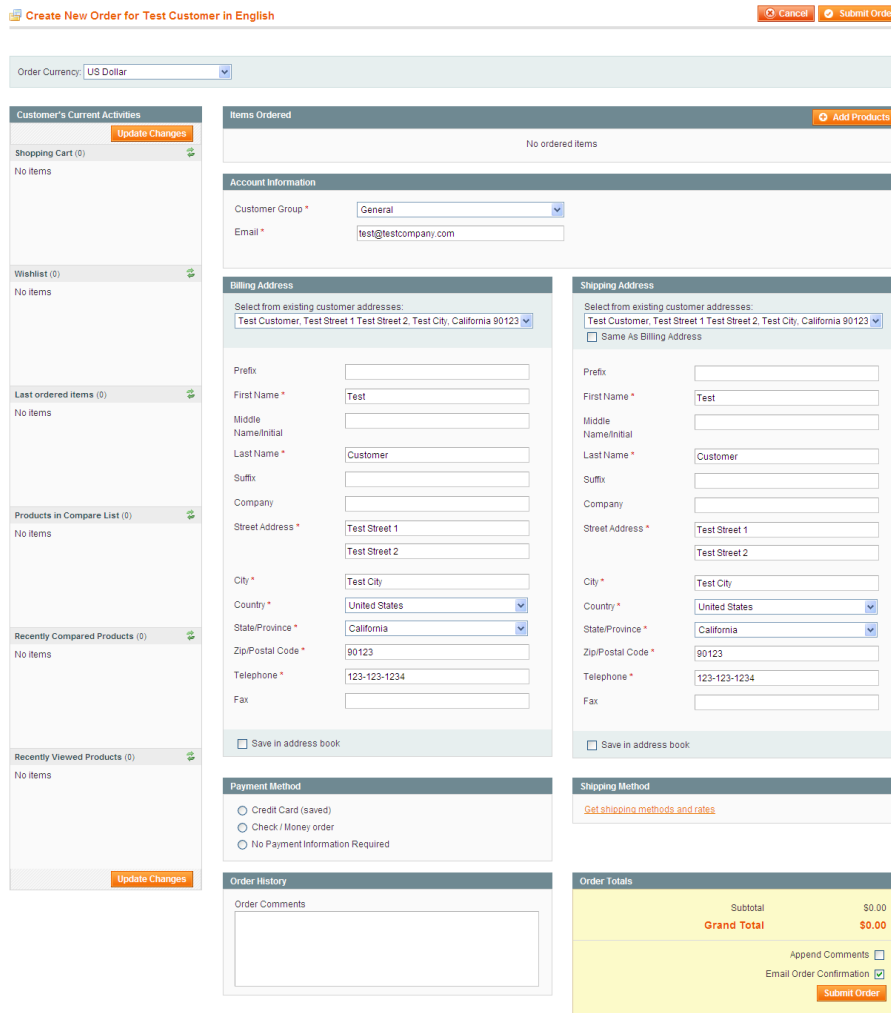 Create New Order for Test Customer in English
Cancel
Submit Orde
Order Currency: US Dollar
Customer's Current Activities
Update Changes
Shopping Cart (0)
No items
Wishlist (0)
No items
Last ordered items (0)
No items
Products in Compare List (0)
No items
Recently Compared Products (0)
No items
Recently Viewed Products (0)
No items
Update Changes
Items Ordered
Add Products
No ordered items
Account Information
Customer Group * General
Email * test@testcompany.com
Billing Address
Select from existing customer addresses:
Test Customer, Test Street 1 Test Street 2, Test City, California 90123
Prefix
First Name * Test
Middle
Name/Initial
Last Name * Customer
Suffix
Company
Street Address * Test Street 1
Test Street 2
City * Test City
Country * United States
State/Province * California
Zip/Postal Code * 90123
Telephone * 123-123-1234
Fax
Save in address book
Shipping Address
Select from existing customer addresses:
Test Customer, Test Street 1 Test Street 2, Test City, California 90123
Same As Billing Address
Prefix
First Name * Test
Middle
Name/Initial
Last Name * Customer
Suffix
Company
Street Address * Test Street 1
Test Street 2
City * Test City
Country * United States
State/Province * California
Zip/Postal Code * 90123
Telephone * 123-123-1234
Fax
Save in address book
Payment Method
Credit Card (saved)
Check / Money order
No Payment Information Required
Shipping Method
Get shipping methods and rates
Order History
Order Comments
Order Totals
Subtotal $0.00
Grand Total $0.00
Append Comments
Email Order Confirmation
Submit Order